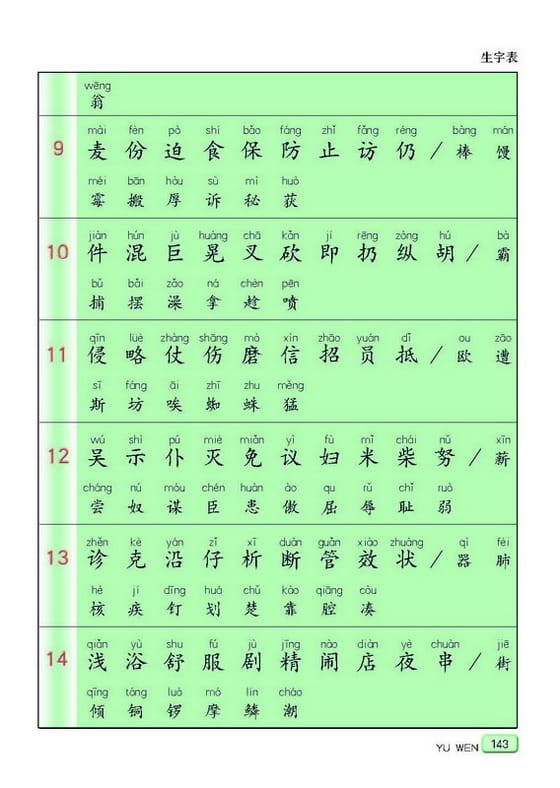 生字表
wēng
翁
mài fèn pò shí bǎo fáng zhǐ fǎng réng bàng mán
9 麦 份 迫 食 保 防 止 访 仍 / 棒 馒
méi bān hòu sù mì huò
霉 搬 厚 诉 秘 获
jiàn hún jù huàng chā kǎn jí rēng zòng hú bà
10 件 混 巨 晃 叉 砍 即 扔 纵 胡 / 霸
bǔ bǎi zǎo ná chèn pēn
捕 摆 澡 拿 趁 喷
qīn lüè zhàng shāng mó xìn zhāo yuán dǐ ou zāo
11 侵 略 仗 伤 磨 信 招 员 抵 / 欧 遭
sī fáng āi zhī zhu měng
斯 坊 唉 蜘 蛛 猛
wú shì pú miè miǎn yì fù mǐ chái nǔ xīn
12 吴 示 仆 灭 免 议 妇 米 柴 努 / 薪
cháng nú móu chén huàn ào qu rǔ chǐ ruò
尝 奴 谋 臣 患 傲 屈 辱 耻 弱
zhěn kè yán zǐ xī duàn guǎn xiào zhuàng qì fèi
13 诊 克 沿 仔 析 断 管 效 状 / 器 肺
hé jí dīng huá chǔ kào qiāng còu
核 疾 钉 划 楚 靠 腔 凑
qiǎn yù shu fú jù jīng nào diàn yè chuàn jiē
14 浅 浴 舒 服 剧 精 闹 店 夜 串 / 街
qīng tóng luó mó lin cháo
倾 铜 锣 摩 鳞 潮
YU WEN 143